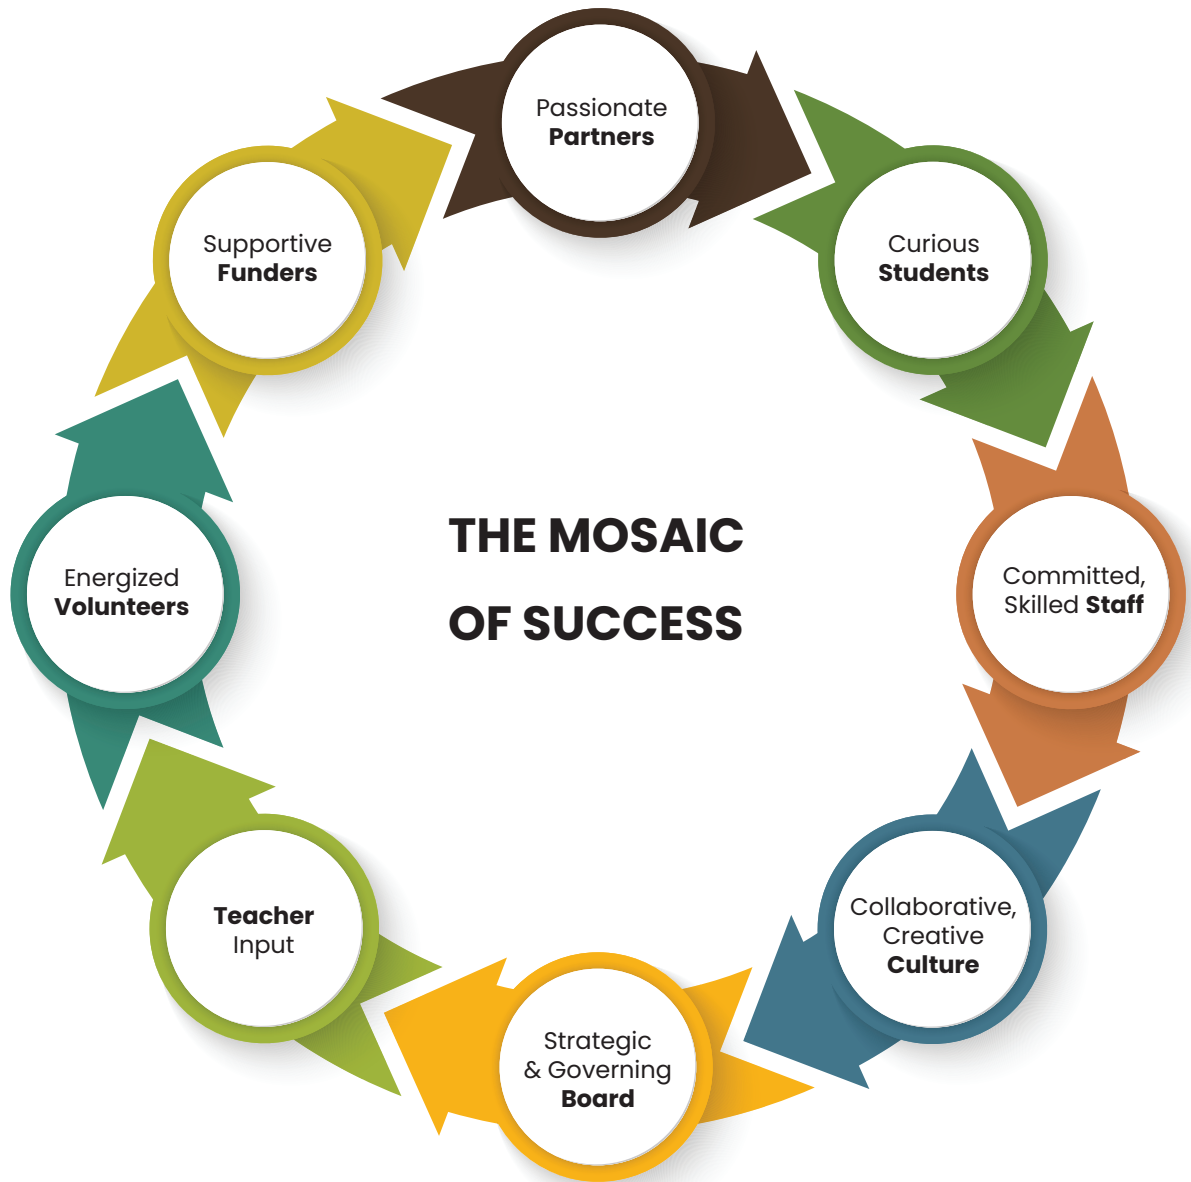 Passionate
Partners
Curious
Students
Committed,
Skilled Staff
Collaborative,
Creative
Culture
Strategic
& Governing
Board
Teacher
Input
Energized
Volunteers
Supportive
Funders
THE MOSAIC
OF SUCCESS